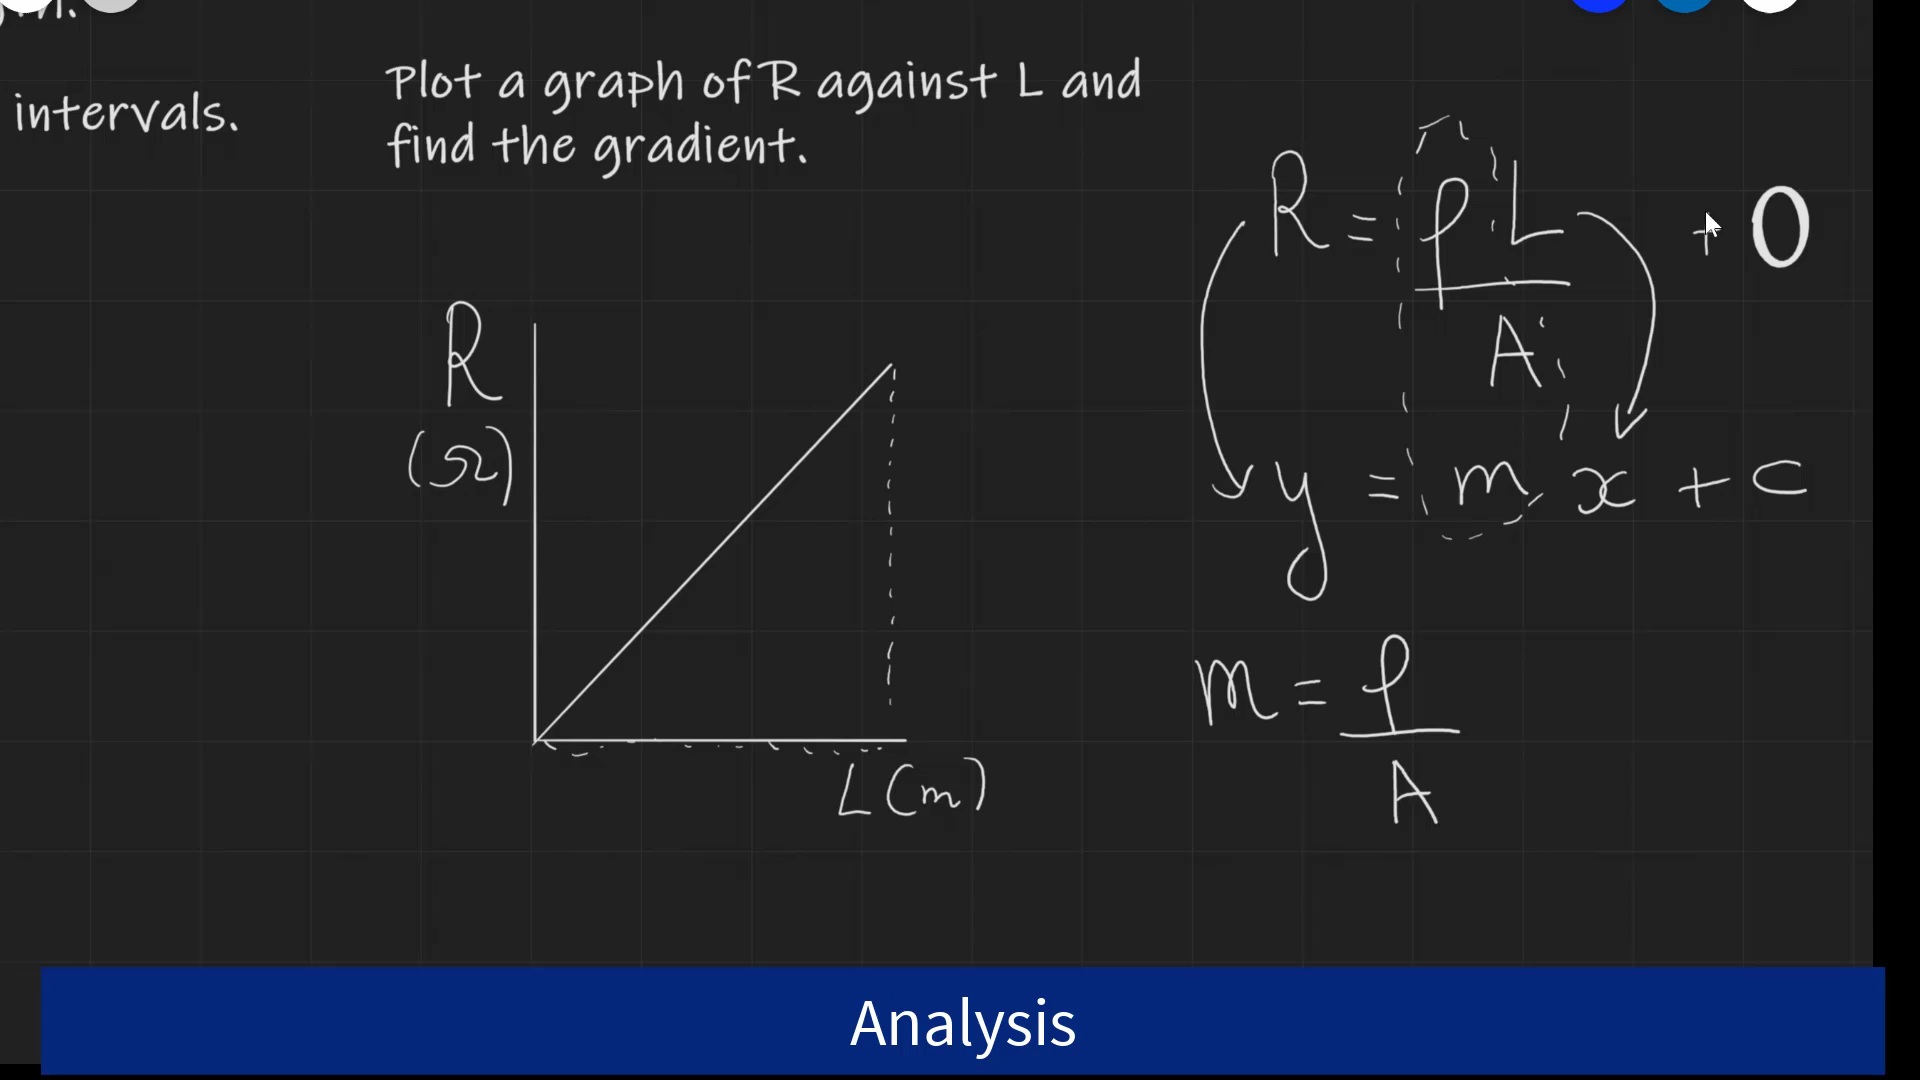 intervals.
Plot a graph of R against L and
find the gradient.
R = ρL / A + 0
y = mx + c
R
(Ω)
L (m)
m = ρ / A
Analysis